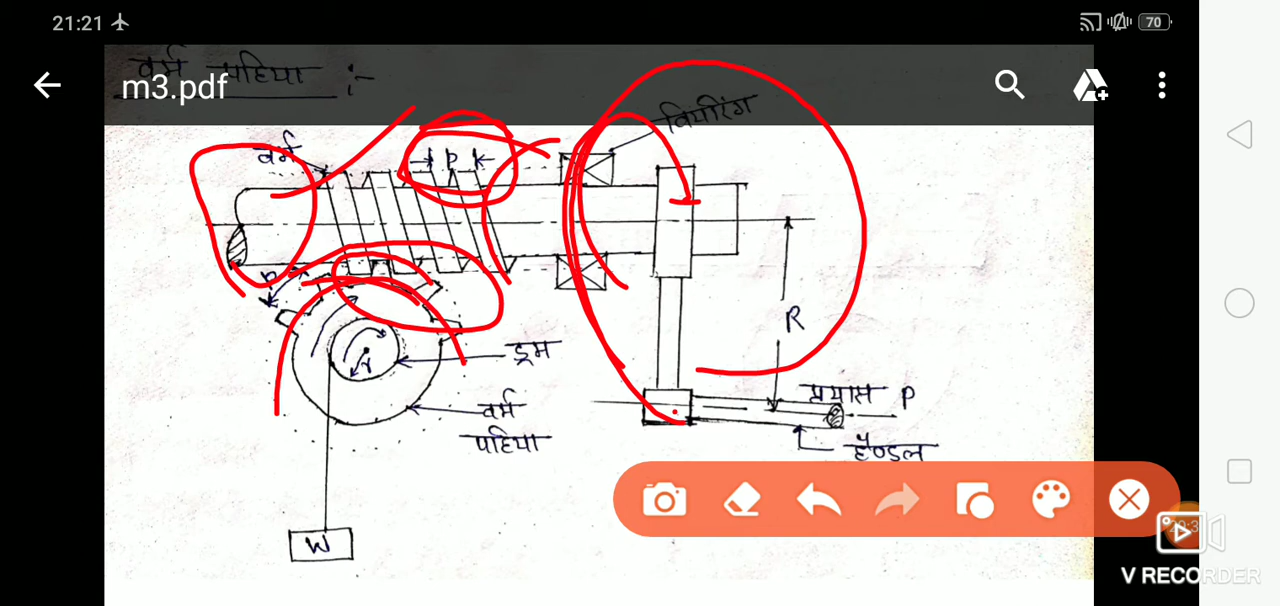 21:21
70
वर्म पहिया :-
m3.pdf
वर्म
p
बियरिंग
R
r
ड्रम
प्रयास P
वर्म
पहिया
हैण्डल
W
V RECORDER